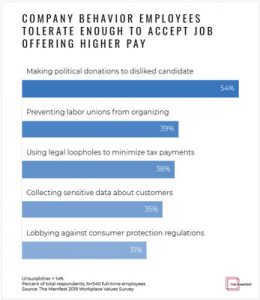 COMPANY BEHAVIOR EMPLOYEES
TOLERATE ENOUGH TO ACCEPT JOB
OFFERING HIGHER PAY
Making political donations to disliked candidate
54%
Preventing labor unions from organizing
39%
Using legal loopholes to minimize tax payments
38%
Collecting sensitive data about customers
35%
Lobbying against consumer protection regulations
31%
Unsure/other = 14%
Percent of total respondents, N=540 full-time employees
Source: The Manifest 2019 Workplace Values Survey
THE MANIFEST